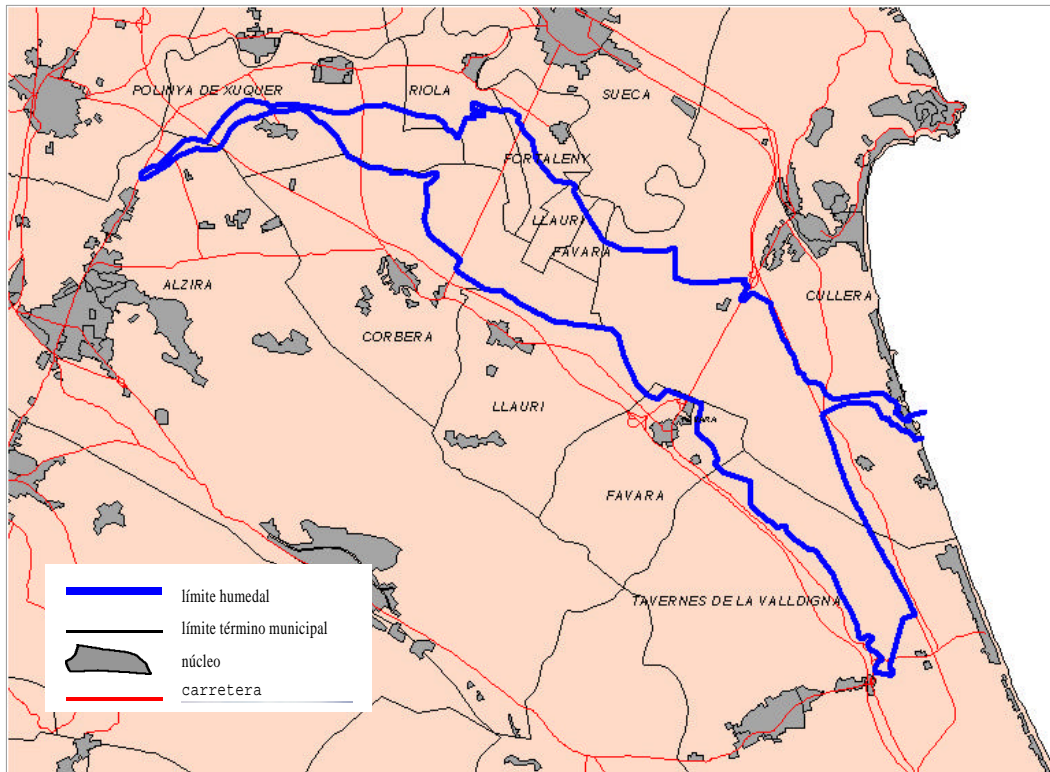 POLINYA DE XUQUER
RIOLA
SUECA
FORTALENY
LLAURI
FAVARA
ALZIRA
CULLERA
CORBERA
LLAURI
FAVARA
TAVERNES DE LA VALLDIGNA
límite humedal
límite término municipal
núcleo
carretera